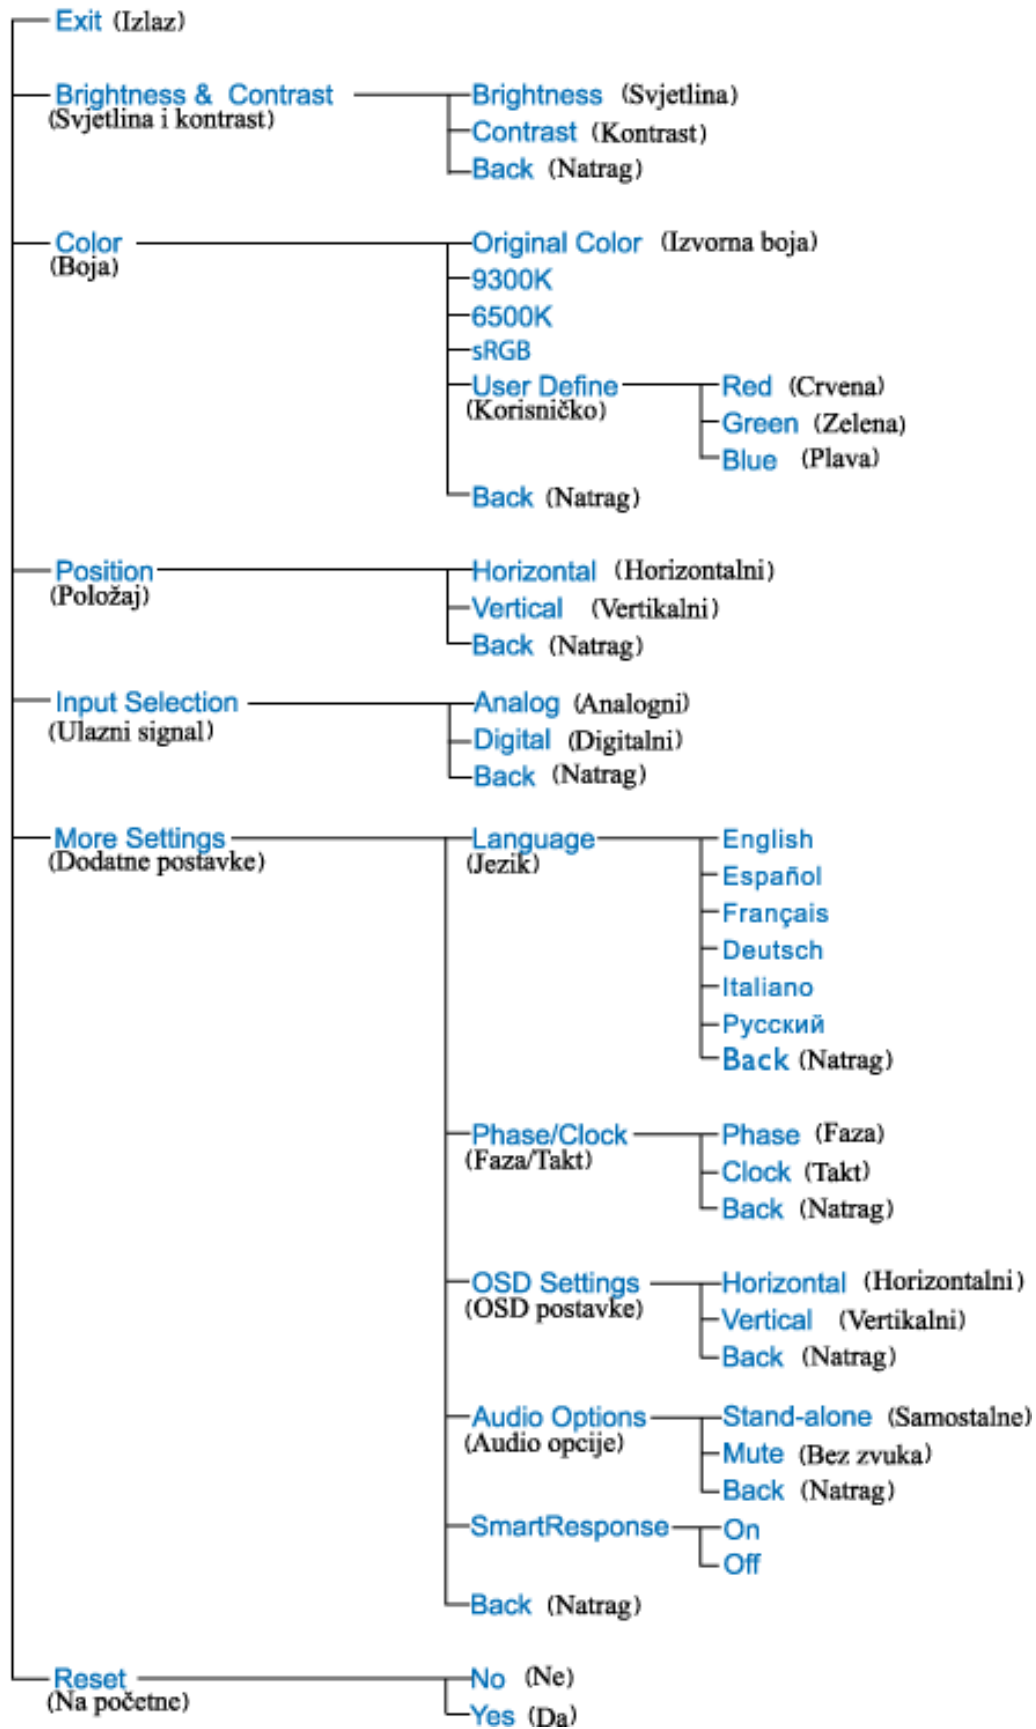 Exit (Izlaz)
Brightness & Contrast
(Svjetlina i kontrast)
Brightness (Svjetlina)
Contrast (Kontrast)
Back (Natrag)
Color
(Boja)
Original Color (Izvorna boja)
9300K
6500K
sRGB
User Define
(Korisničko)
Red (Crvena)
Green (Zelena)
Blue (Plava)
Back (Natrag)
Position
(Položaj)
Horizontal (Horizontalni)
Vertical (Vertikalni)
Back (Natrag)
Input Selection
(Ulazni signal)
Analog (Analogni)
Digital (Digitalni)
Back (Natrag)
More Settings
(Dodatne postavke)
Language
(Jezik)
English
Español
Français
Deutsch
Italiano
Русский
Back (Natrag)
Phase/Clock
(Faza/Takt)
Phase (Faza)
Clock (Takt)
Back (Natrag)
OSD Settings
(OSD postavke)
Horizontal (Horizontalni)
Vertical (Vertikalni)
Back (Natrag)
Audio Options
(Audio opcije)
Stand-alone (Samostalne)
Mute (Bez zvuka)
Back (Natrag)
SmartResponse
On
Off
Back (Natrag)
Reset
(Na početne)
No (Ne)
Yes (Da)